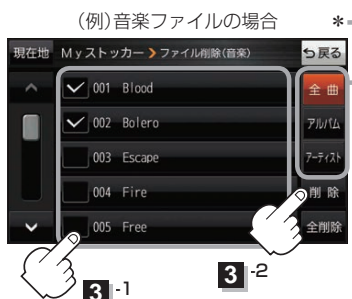 (例)音楽ファイルの場合
*
現在地
Myストッカー ファイル削除(音楽)
戻る
001 Blood
002 Bolero
003 Escape
004 Fire
005 Free
全曲
アルバム
アーティスト
削除
全削除
3-1
3-2